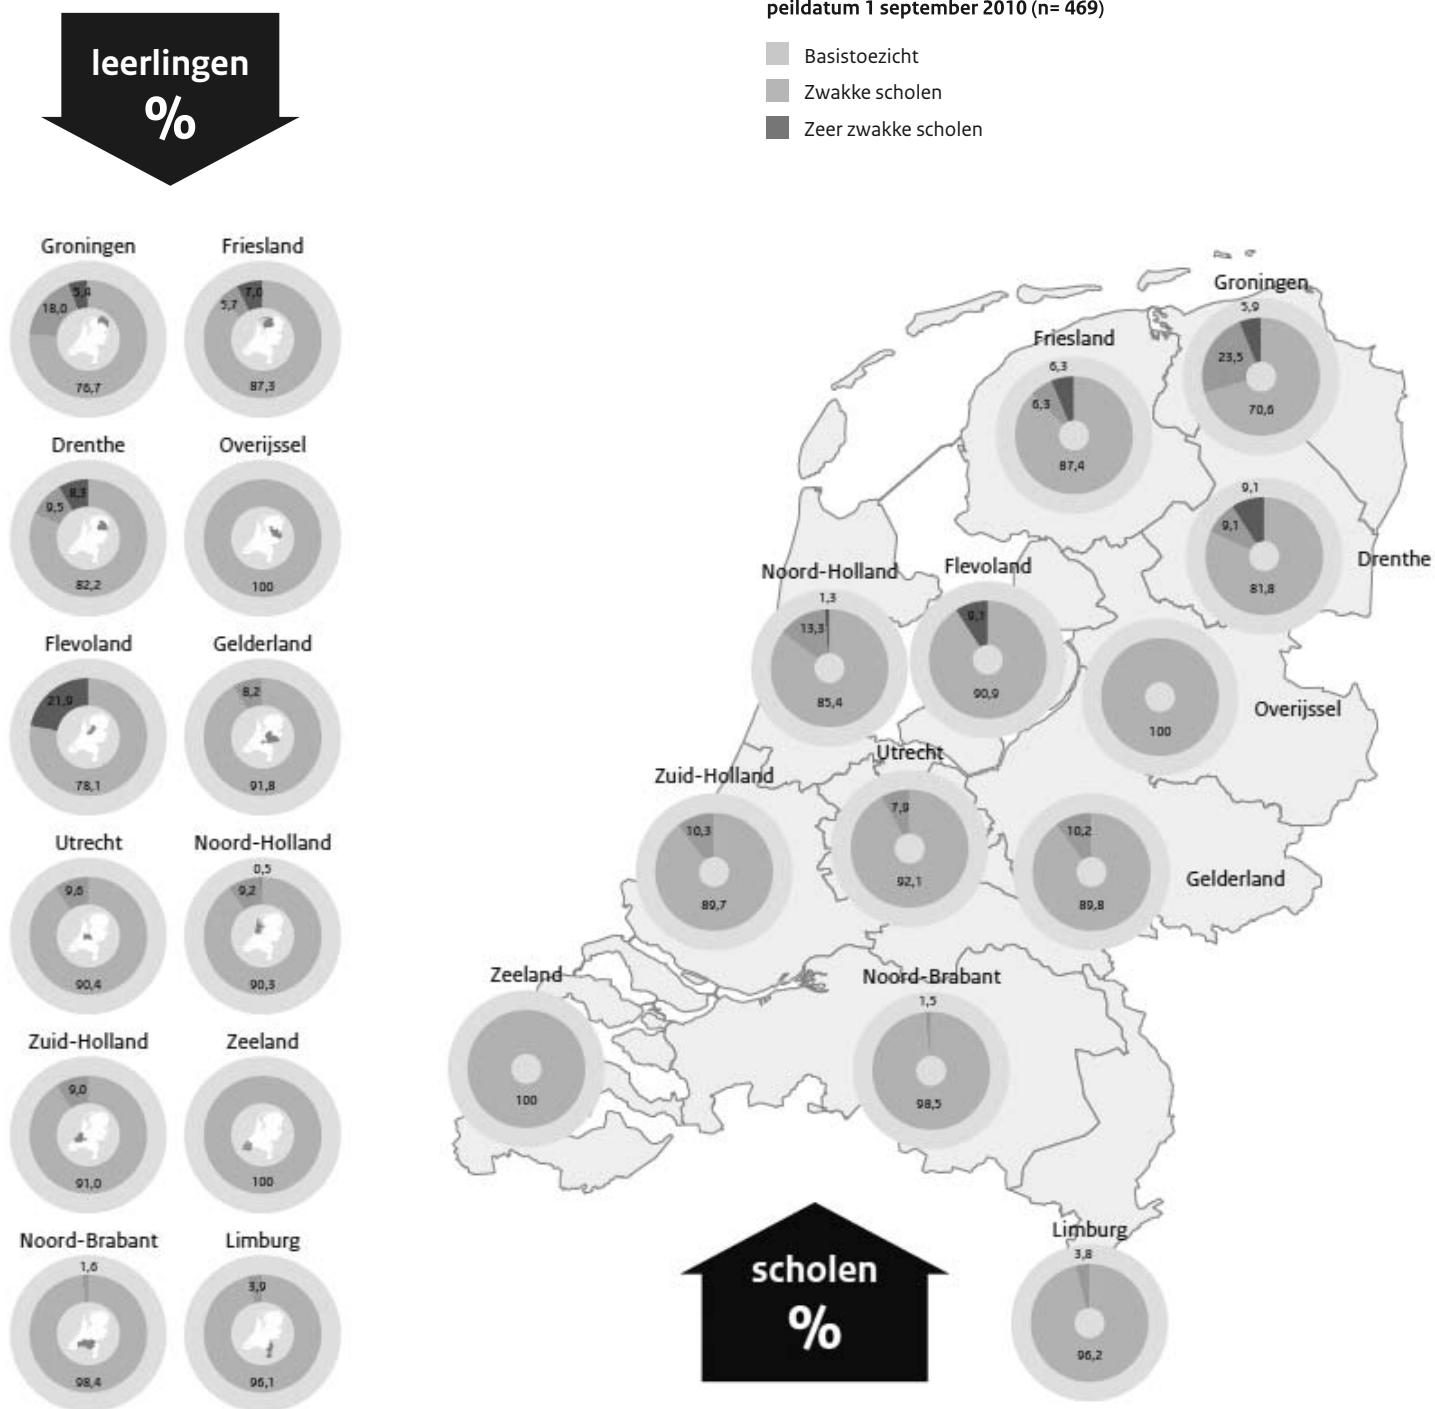 peildatum 1 september 2010 (n= 469)
Basistoezicht
Zwakke scholen
Zeer zwakke scholen
leerlingen
%
Groningen
5,4
18,0
76,7
Friesland
7,0
5,7
87,3
Drenthe
8,3
9,5
82,2
Overijssel
100
Flevoland
21,9
78,1
Gelderland
8,2
91,8
Utrecht
9,6
90,4
Noord-Holland
0,5
9,2
90,3
Zuid-Holland
9,0
91,0
Zeeland
100
Noord-Brabant
1,6
98,4
Limburg
3,9
96,1
Groningen
5,9
23,5
70,6
Friesland
6,3
6,3
87,4
Drenthe
9,1
9,1
81,8
Noord-Holland
1,3
13,3
85,4
Flevoland
9,1
90,9
Overijssel
100
Utrecht
7,9
92,1
Zuid-Holland
10,3
89,7
Gelderland
10,2
89,8
Zeeland
100
Noord-Brabant
1,5
98,5
Limburg
3,8
96,2
scholen
%